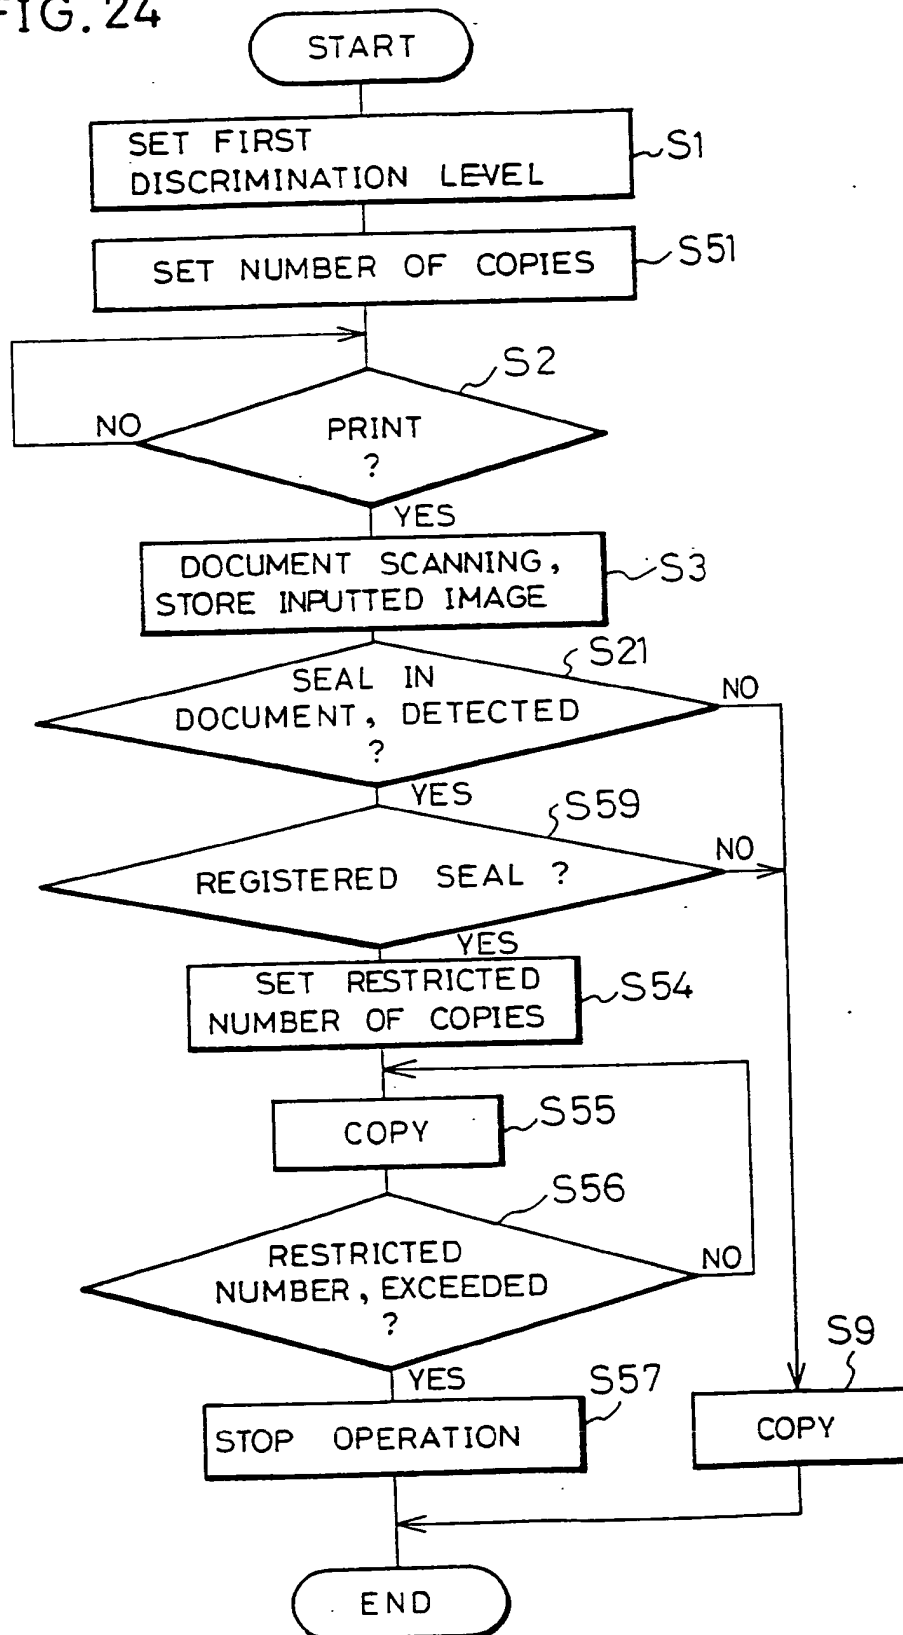 FIG. 24
START
SET FIRST
DISCRIMINATION LEVEL
S1
SET NUMBER OF COPIES
S51
S2
NO
PRINT
?
YES
DOCUMENT SCANNING,
STORE INPUTTED IMAGE
S3
S21
SEAL IN
DOCUMENT, DETECTED
?
NO
YES
S59
REGISTERED SEAL ?
NO
YES
SET RESTRICTED
NUMBER OF COPIES
S54
COPY
S55
S56
RESTRICTED
NUMBER, EXCEEDED
?
NO
YES
S57
STOP OPERATION
S9
COPY
END